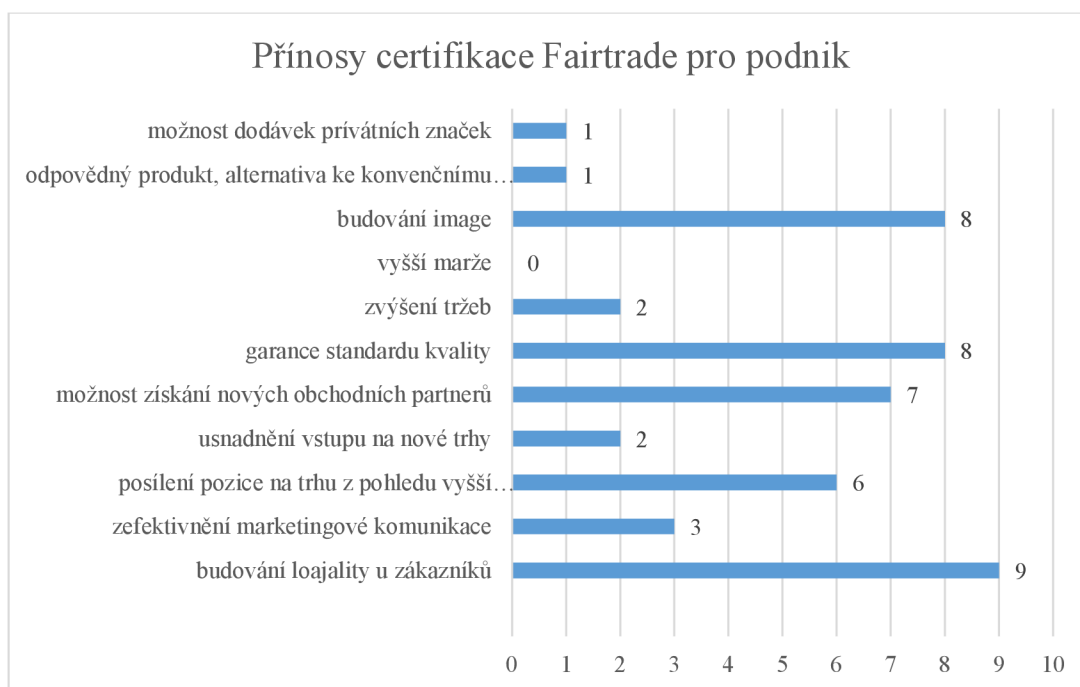 Přínosy certifikace Fairtrade pro podnik
možnost dodávek prívátních značek 1
odpovědný produkt, alternativa ke konvenčnímu… 1
budování image 8
vyšší marže 0
zvýšení tržeb 2
garance standardu kvality 8
možnost získání nových obchodních partnerů 7
usnadnění vstupu na nové trhy 2
posílení pozice na trhu z pohledu vyšší… 6
zefektivnění marketingové komunikace 3
budování loajality u zákazníků 9
0 1 2 3 4 5 6 7 8 9 10